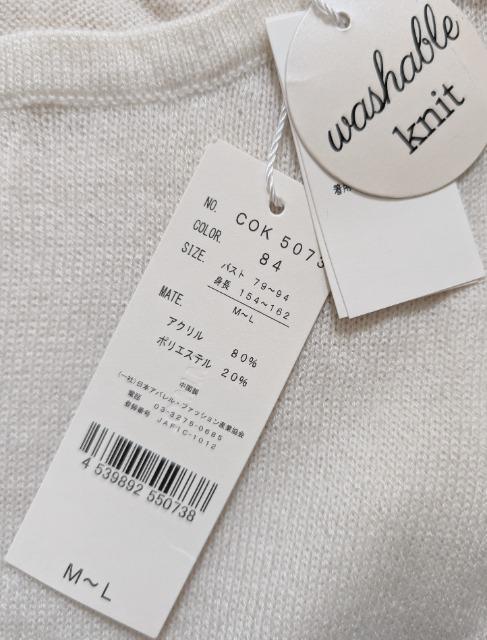 washable
knit
NO. COK 5073
COLOR. 84
SIZE. バスト 79~94
身長 154~162
M~L
MATE.
アクリル 80%
ポリエステル 20%
中国製
(一社)日本アパレル・ファッション産業協会
電話 03-3275-0685
登録番号 JAFIC-1012
4 539892 550738
M~L